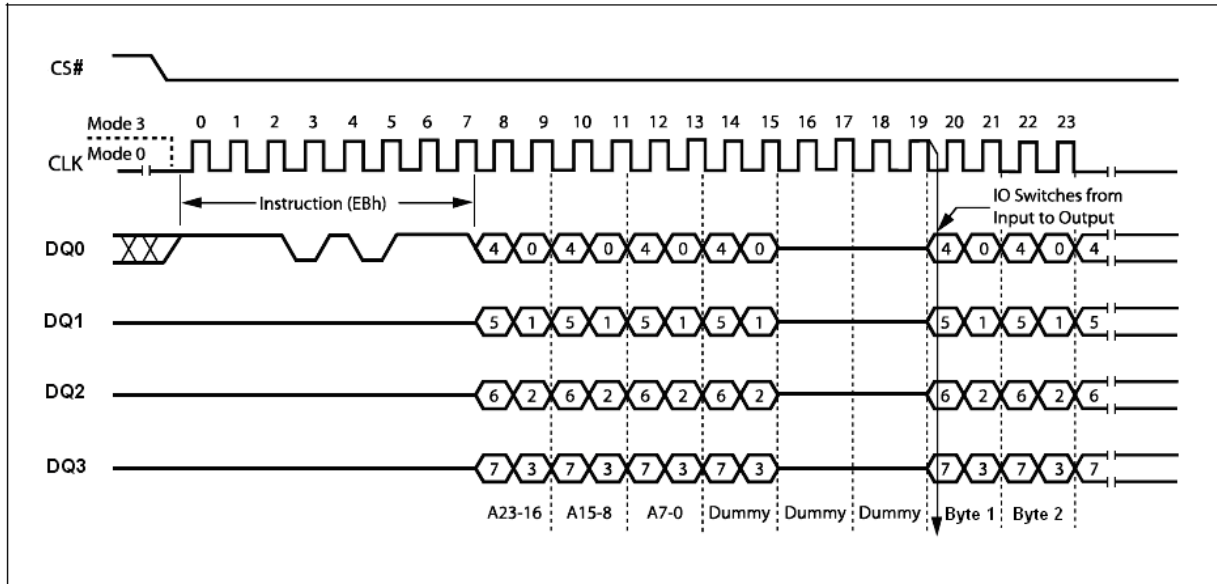 CS#
Mode 3
0 1 2 3 4 5 6 7 8 9 10 11 12 13 14 15 16 17 18 19 20 21 22 23
Mode 0
CLK
Instruction (EBh)
IO Switches from
Input to Output
DQ0 4 0 4 0 4 0 4 0 4 0 4 0 4
DQ1 5 1 5 1 5 1 5 1 5 1 5 1 5
DQ2 6 2 6 2 6 2 6 2 6 2 6 2 6
DQ3 7 3 7 3 7 3 7 3 7 3 7 3 7
A23-16 A15-8 A7-0 Dummy Dummy Dummy Byte 1 Byte 2